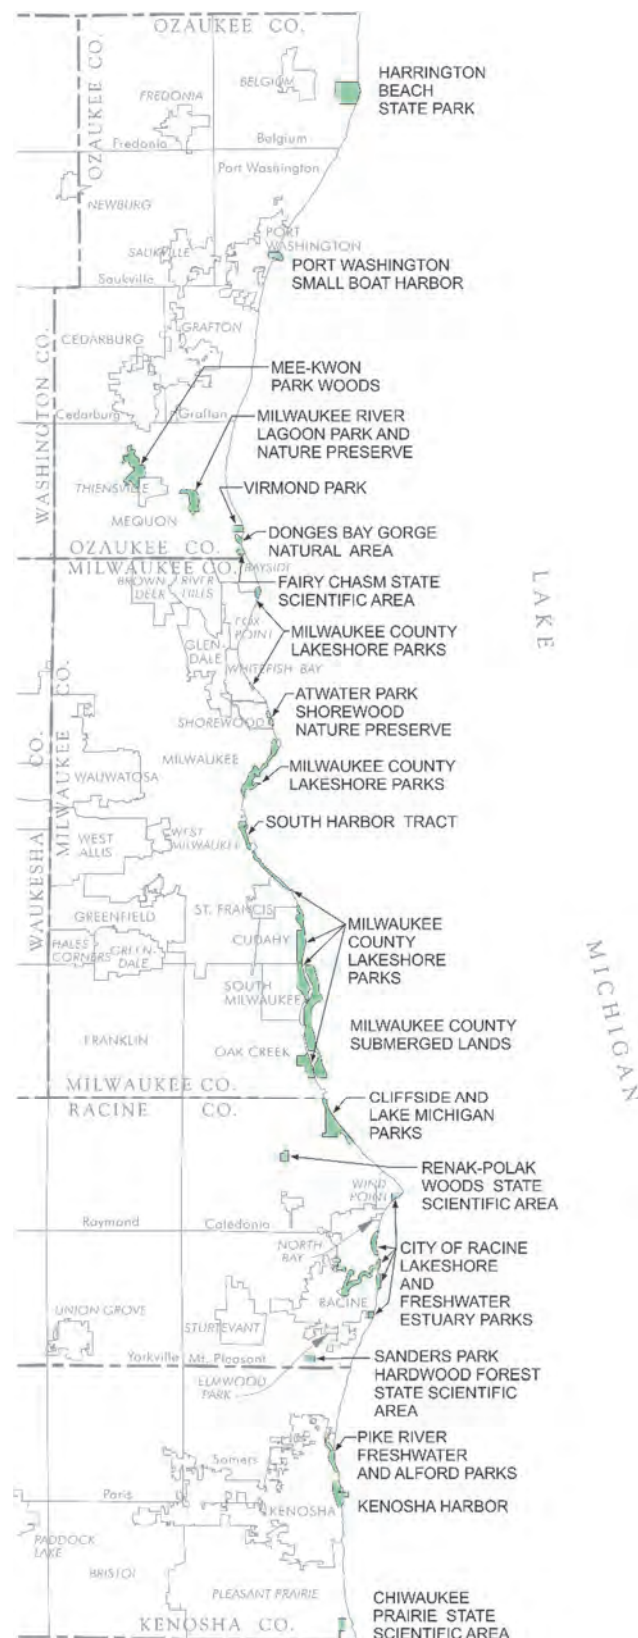 OZAUKEE CO.
OZAUKEE CO.
BELGIUM
HARRINGTON
BEACH
STATE PARK
FREDONIA
Fredonia
Belgium
Port Washington
NEWBURG
PORT
WASHINGTON
SAUKVILLE
PORT WASHINGTON
SMALL BOAT HARBOR
Saukville
GRAFTON
CEDARBURG
WASHINGTON CO.
MEE-KWON
PARK WOODS
Cedarburg
Grafton
MILWAUKEE RIVER
LAGOON PARK AND
NATURE PRESERVE
THIENSVILLE
VIRMOND PARK
MEQUON
DONGES BAY GORGE
NATURAL AREA
OZAUKEE CO.
MILWAUKEE CO.
BAYSIDE
BROWN
DEER
RIVER
HILLS
FAIRY CHASM STATE
SCIENTIFIC AREA
LAKE
FOX
POINT
MILWAUKEE COUNTY
LAKESHORE PARKS
GLEN-
DALE
WHITEFISH BAY
ATWATER PARK
SHOREWOOD
NATURE PRESERVE
SHOREWOOD
MILWAUKEE
MILWAUKEE COUNTY
LAKESHORE PARKS
WAUWATOSA
WAUKESHA CO.
MILWAUKEE CO.
SOUTH HARBOR TRACT
WEST
ALLIS
WEST
MILWAUKEE
ST. FRANCIS
GREENFIELD
MILWAUKEE
COUNTY
LAKESHORE
PARKS
CUDAHY
HALES
CORNERS
GREEN-
DALE
MICHIGAN
SOUTH
MILWAUKEE
MILWAUKEE COUNTY
SUBMERGED LANDS
FRANKLIN
OAK CREEK
MILWAUKEE CO.
RACINE CO.
CLIFFSIDE AND
LAKE MICHIGAN
PARKS
RENAK-POLAK
WOODS STATE
SCIENTIFIC AREA
WIND
POINT
Raymond
Caledonia
NORTH
BAY
CITY OF RACINE
LAKESHORE
AND
FRESHWATER
ESTUARY PARKS
RACINE
UNION GROVE
STURTEVANT
Yorkville
Mt. Pleasant
ELMWOOD
PARK
SANDERS PARK
HARDWOOD FOREST
STATE SCIENTIFIC
AREA
PIKE RIVER
FRESHWATER
AND ALFORD PARKS
Somers
Paris
KENOSHA
KENOSHA HARBOR
PADDOCK
LAKE
BRISTOL
PLEASANT PRAIRIE
CHIWAUKEE
PRAIRIE STATE
SCIENTIFIC AREA
KENOSHA CO.